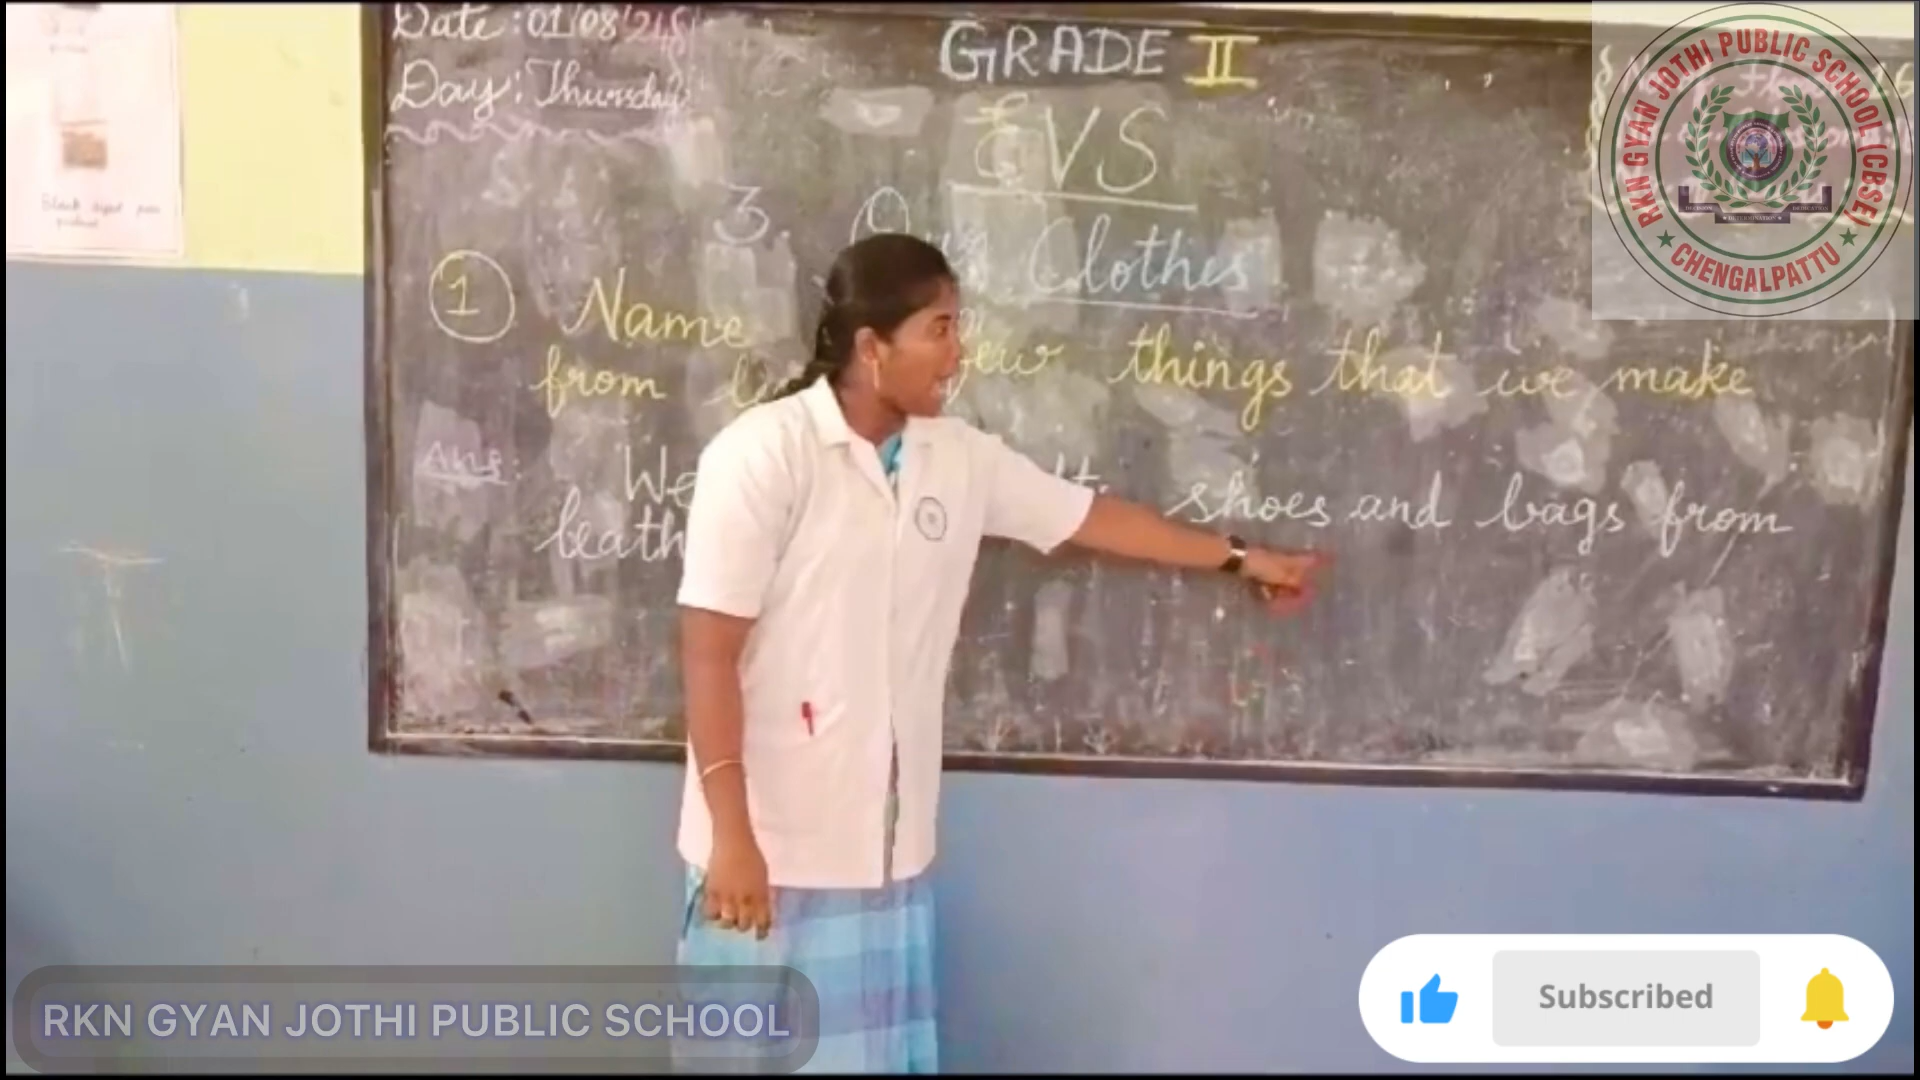 Date: 01/08/24
Day: Thursday
GRADE II
EVS
3. Our Clothes
1 Name few things that we make
from
Ans: We shoes and bags from
leath
RKN GYAN JOTHI PUBLIC SCHOOL (CBSE)
★ CHENGALPATTU ★
RKN GYAN JOTHI PUBLIC SCHOOL
Subscribed